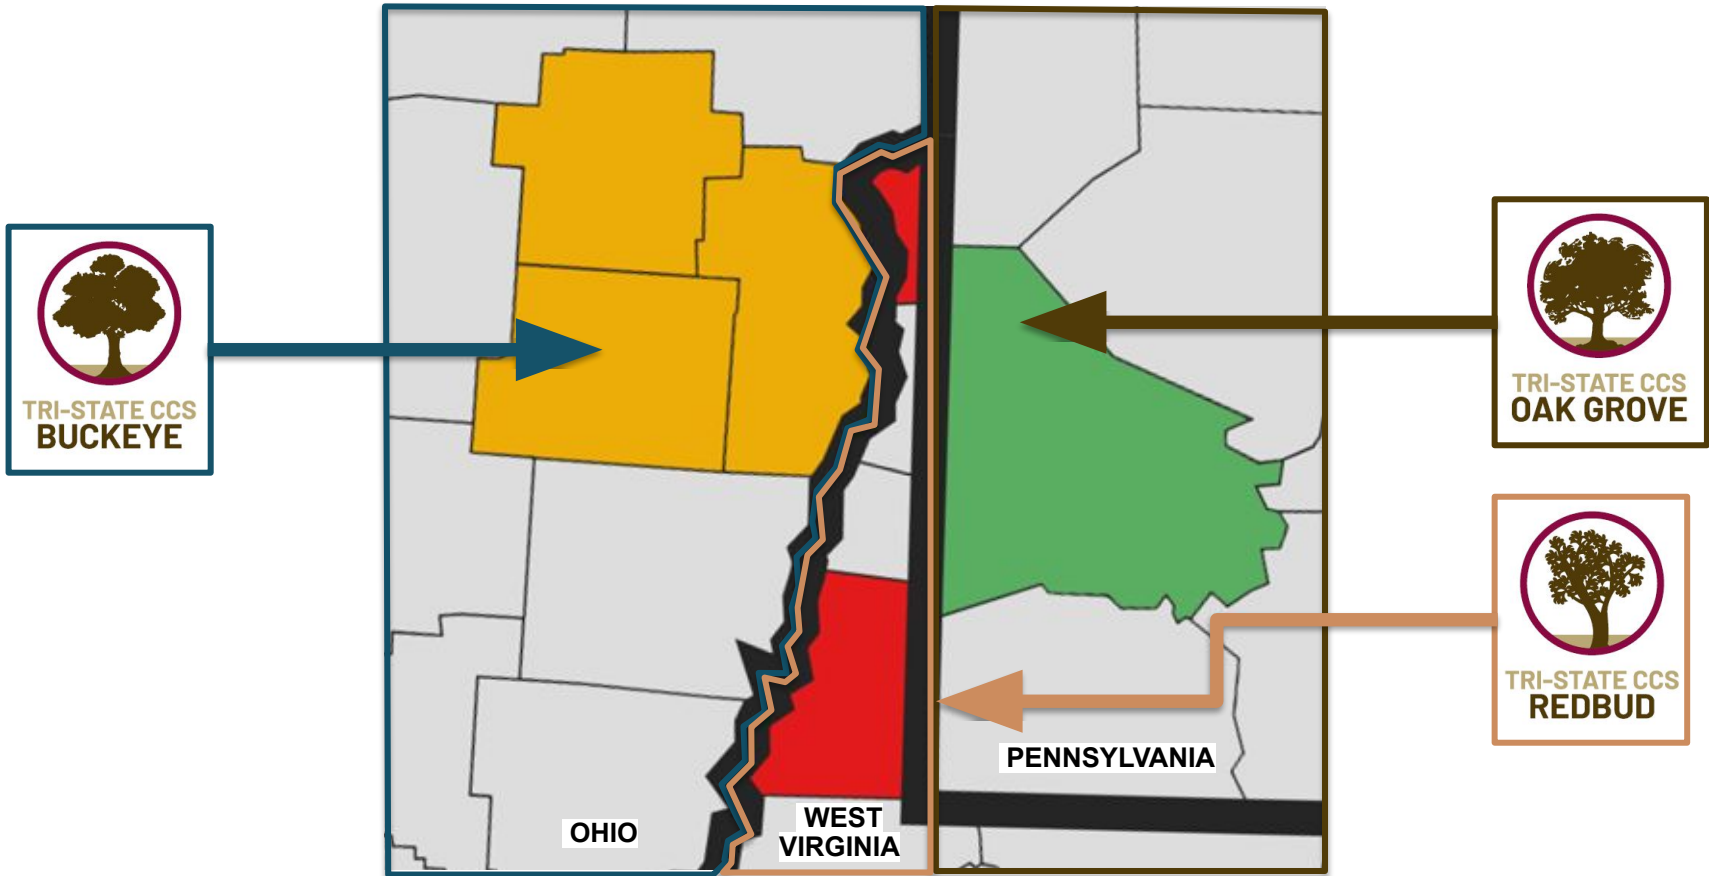 TRI-STATE CCS
BUCKEYE
TRI-STATE CCS
OAK GROVE
TRI-STATE CCS
REDBUD
PENNSYLVANIA
OHIO
WEST
VIRGINIA